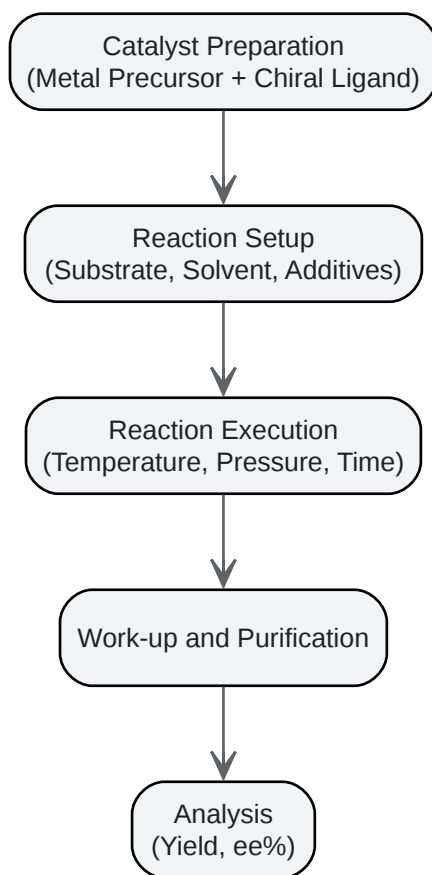 Catalyst Preparation
(Metal Precursor + Chiral Ligand)
Reaction Setup
(Substrate, Solvent, Additives)
Reaction Execution
(Temperature, Pressure, Time)
Work-up and Purification
Analysis
(Yield, ee%)